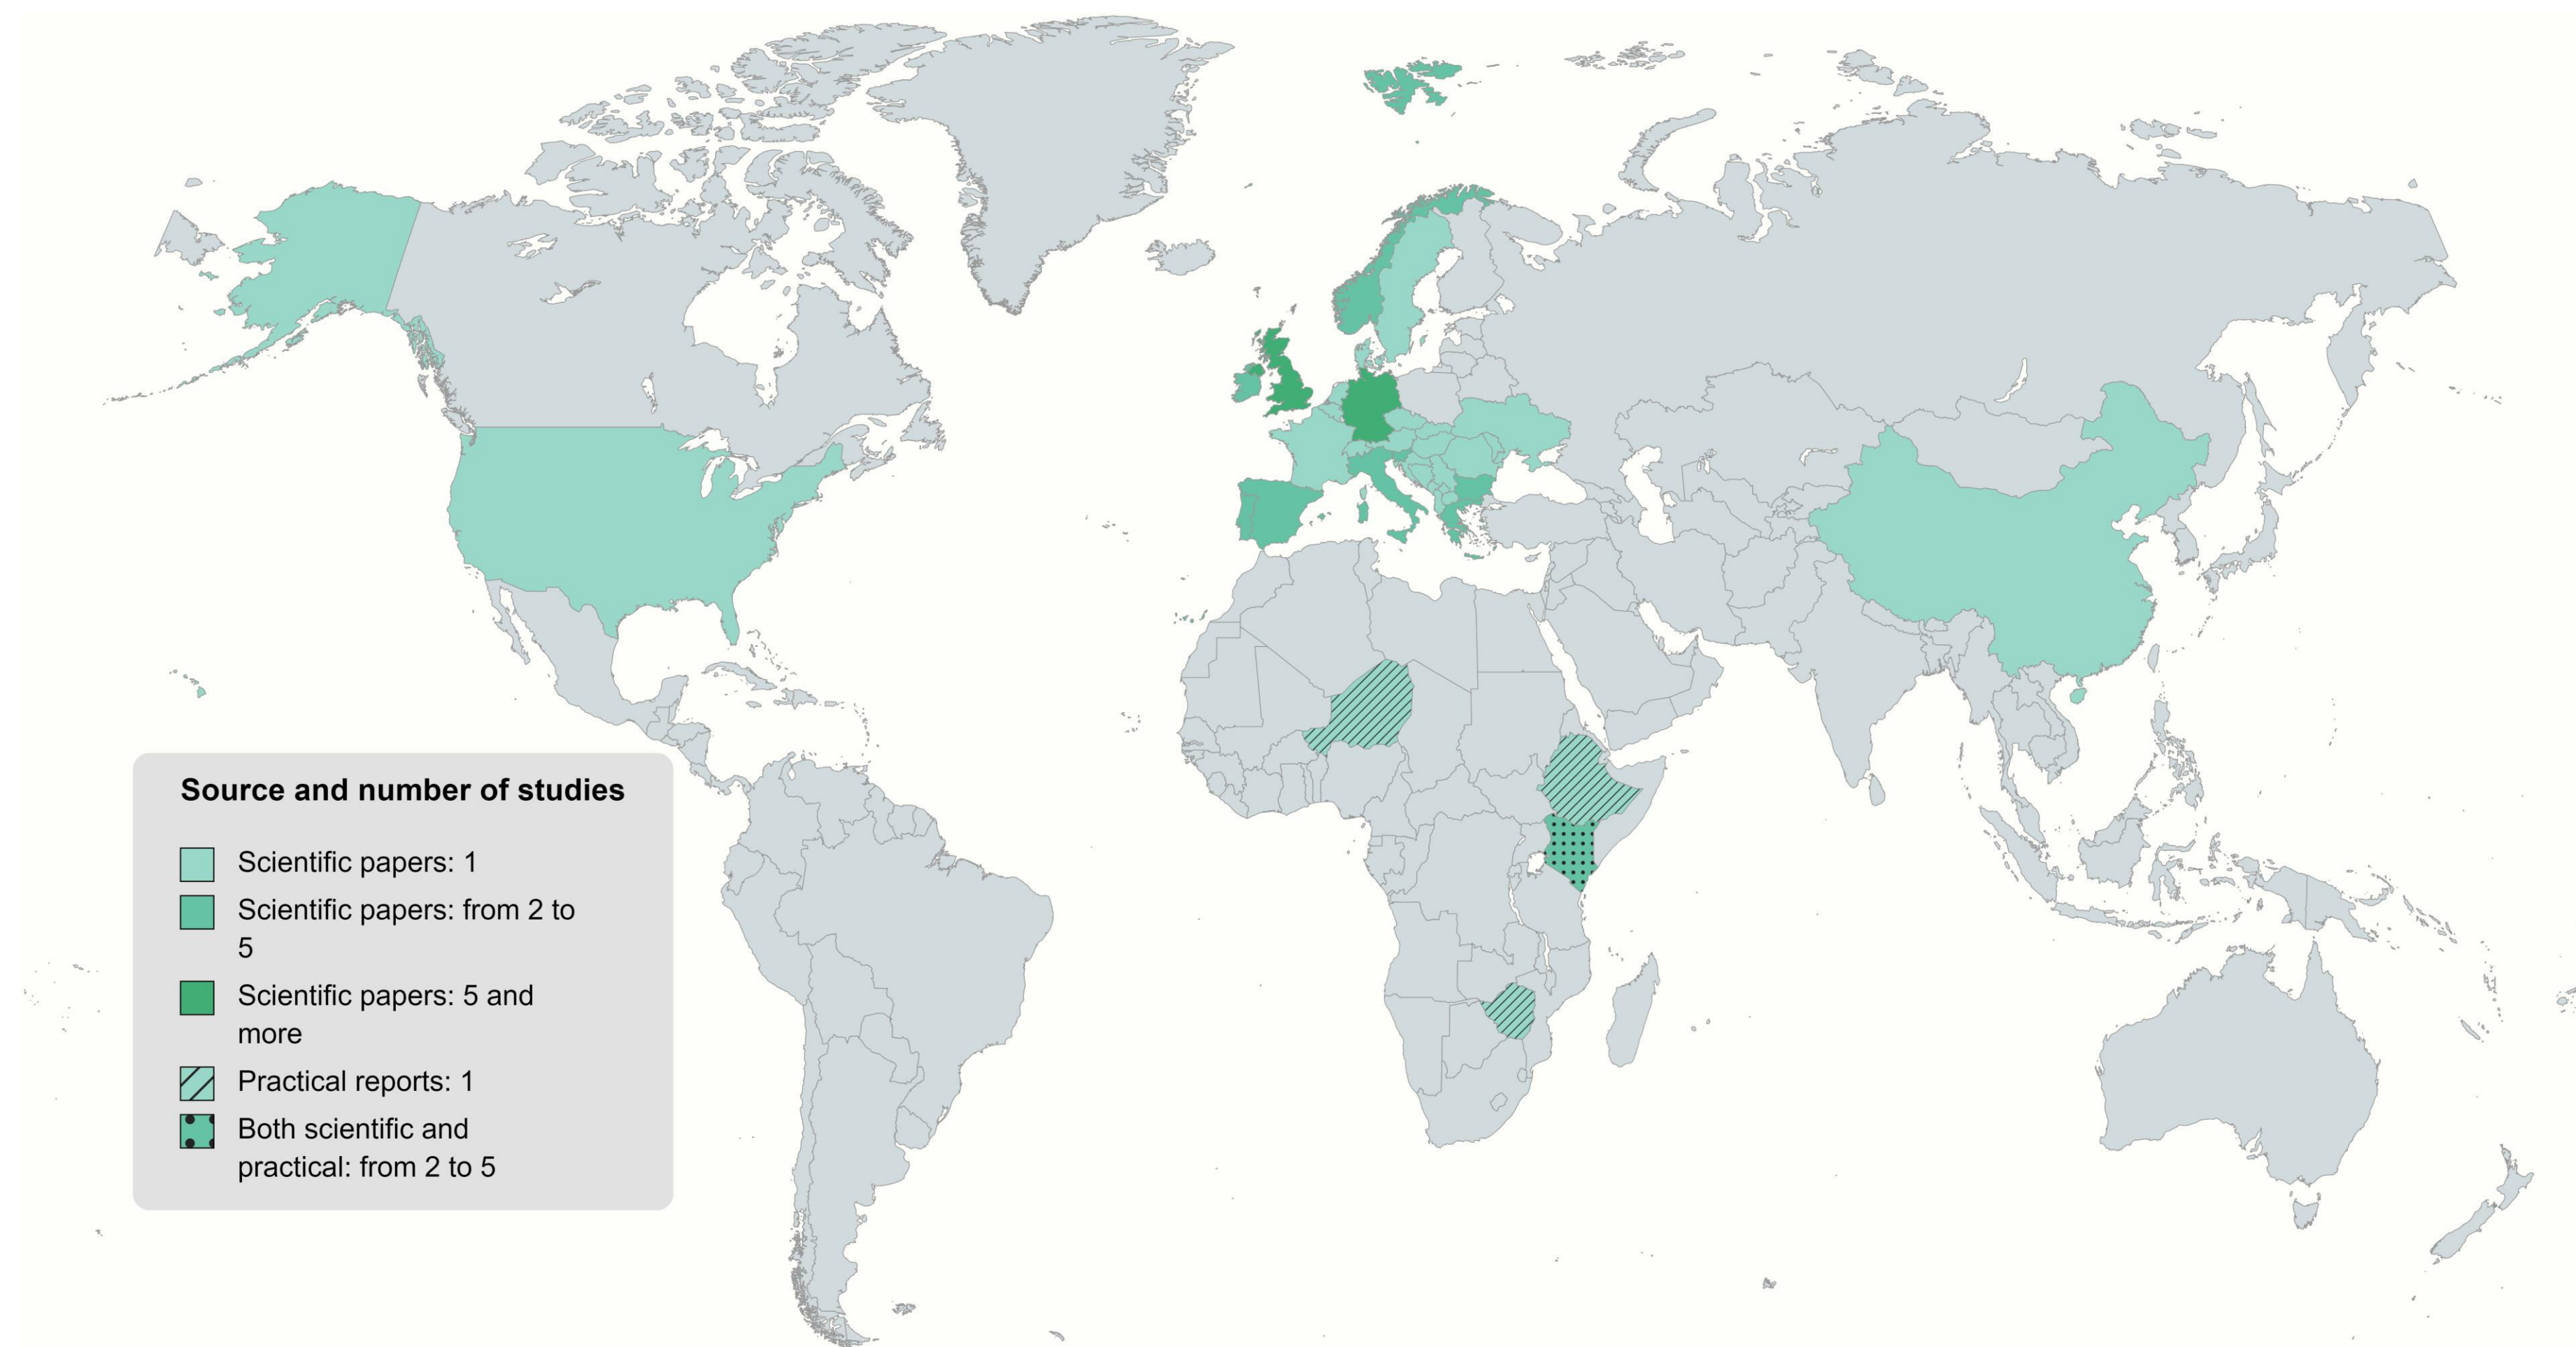 Source and number of studies
Scientific papers: 1
Scientific papers: from 2 to
5
Scientific papers: 5 and
more
Practical reports: 1
Both scientific and
practical: from 2 to 5